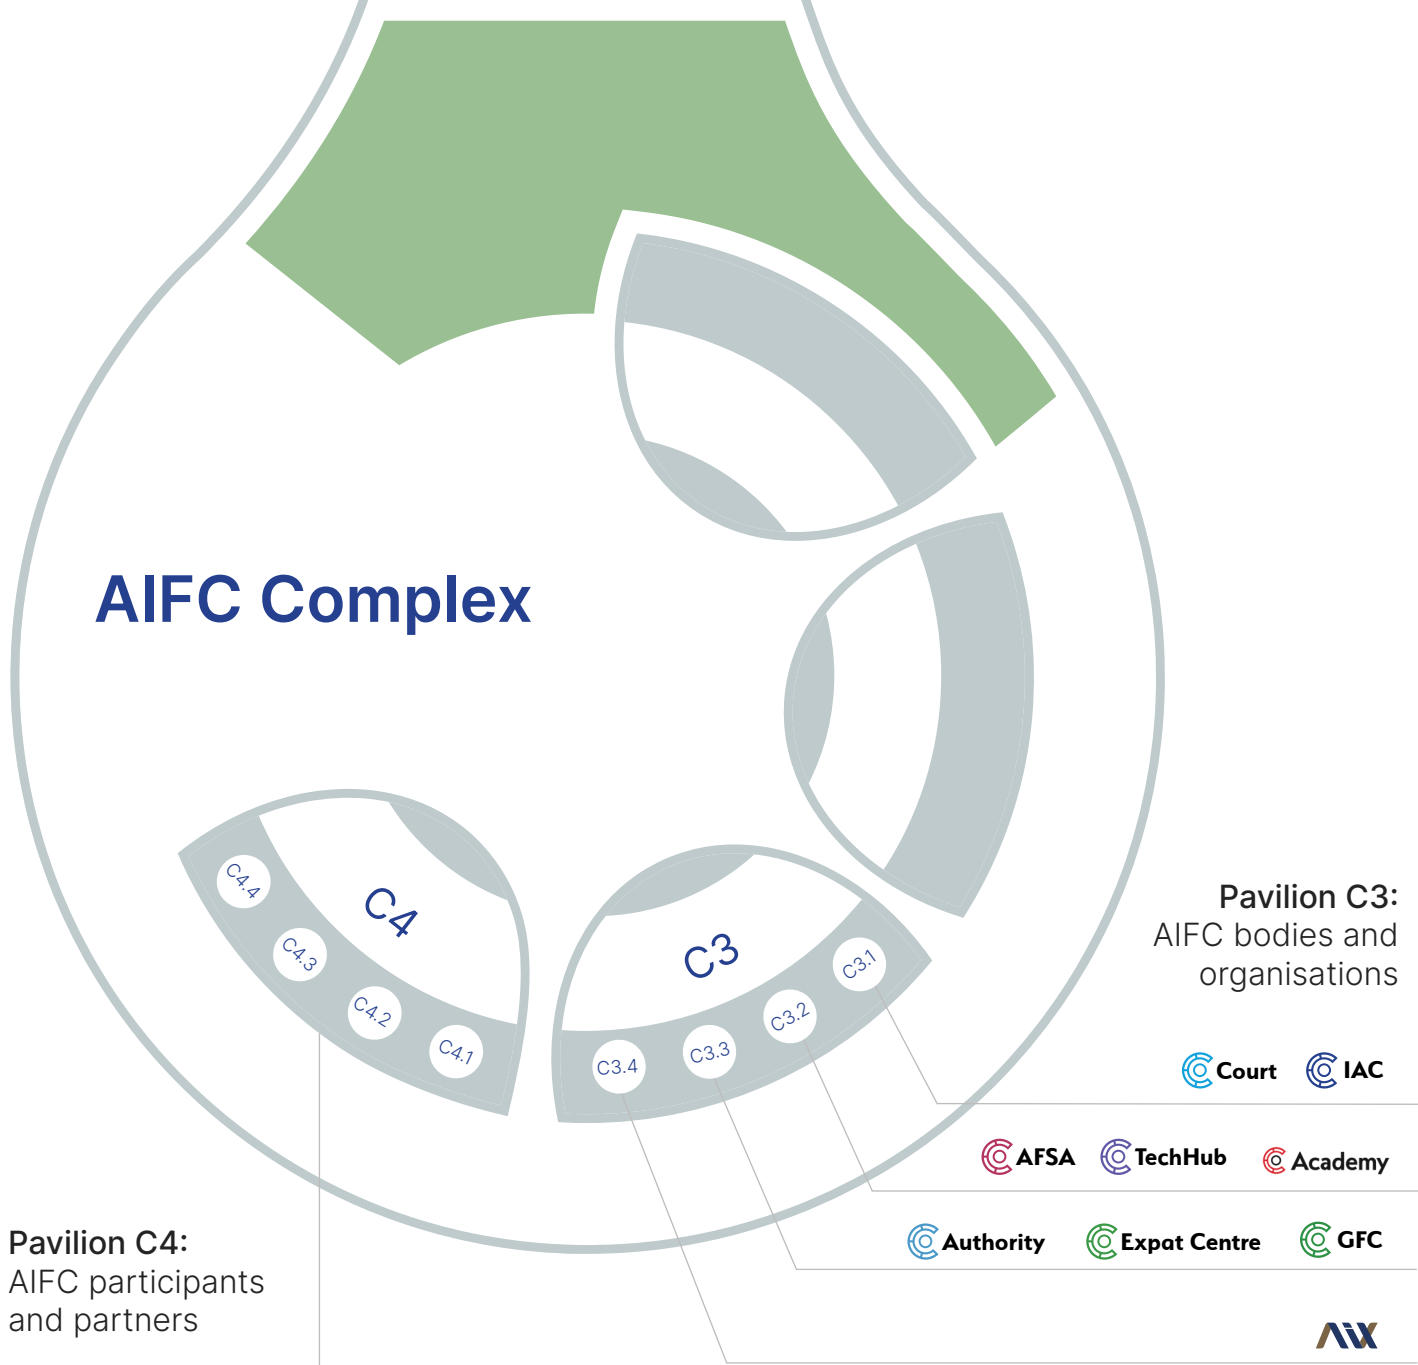 AIFC Complex
C4
C4.4
C4.3
C4.2
C4.1
C3
C3.1
C3.2
C3.3
C3.4
Pavilion C3:
AIFC bodies and
organisations
Court IAC
AFSA TechHub Academy
Authority Expat Centre GFC
AIX
Pavilion C4:
AIFC participants
and partners